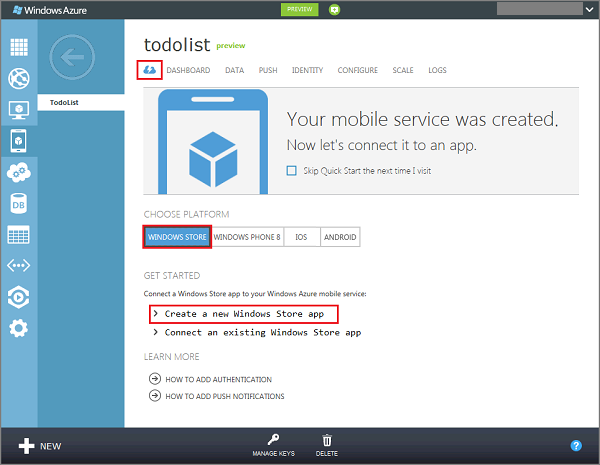 Windows Azure
PREVIEW
todolist preview
DASHBOARD DATA PUSH IDENTITY CONFIGURE SCALE LOGS
TodoList
Your mobile service was created.
Now let's connect it to an app.
Skip Quick Start the next time I visit
CHOOSE PLATFORM
WINDOWS STORE WINDOWS PHONE 8 IOS ANDROID
GET STARTED
Connect a Windows Store app to your Windows Azure mobile service:
Create a new Windows Store app
Connect an existing Windows Store app
LEARN MORE
HOW TO ADD AUTHENTICATION
HOW TO ADD PUSH NOTIFICATIONS
DB
NEW
MANAGE KEYS
DELETE
?